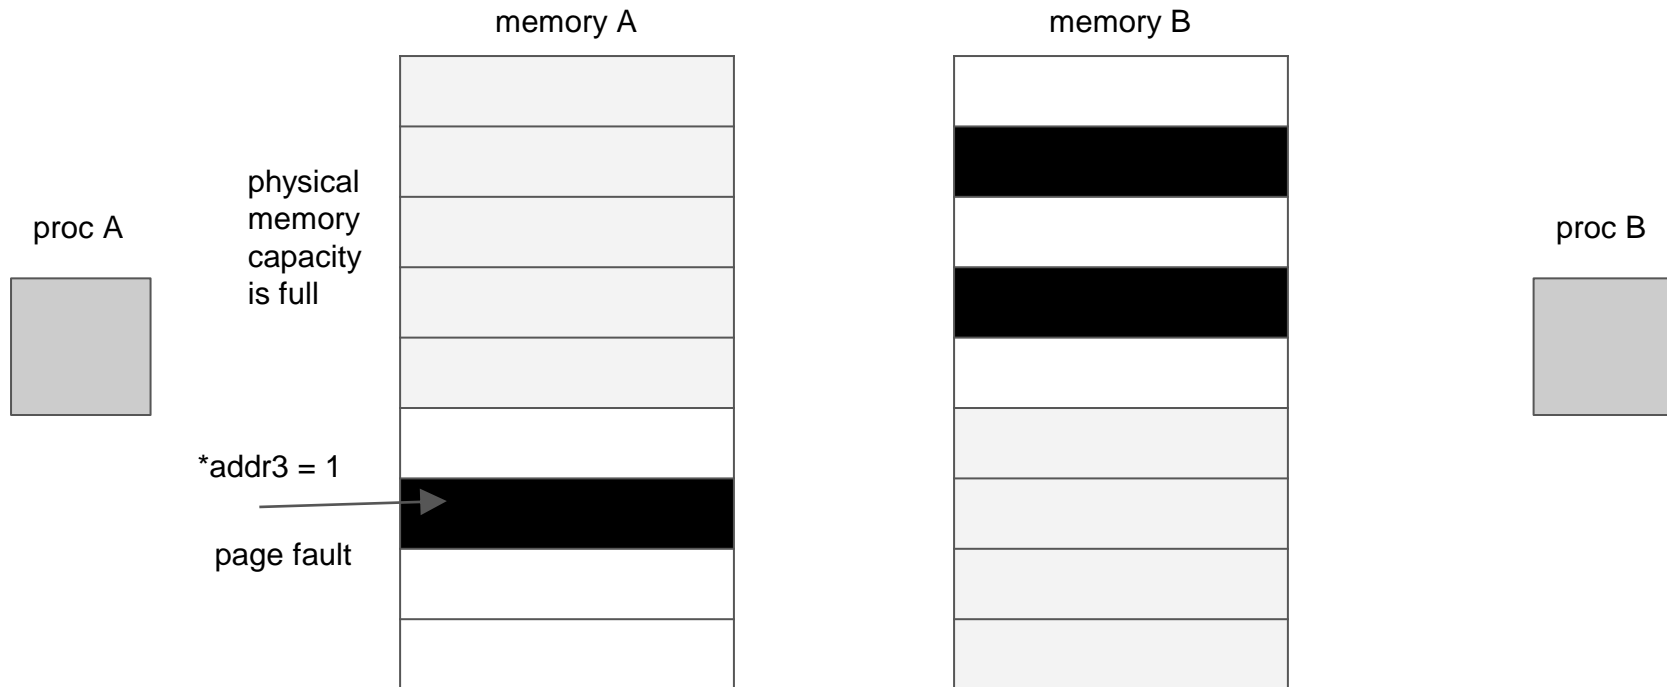 memory A
memory B
physical
memory
capacity
is full
proc A
proc B
*addr3 = 1
page fault